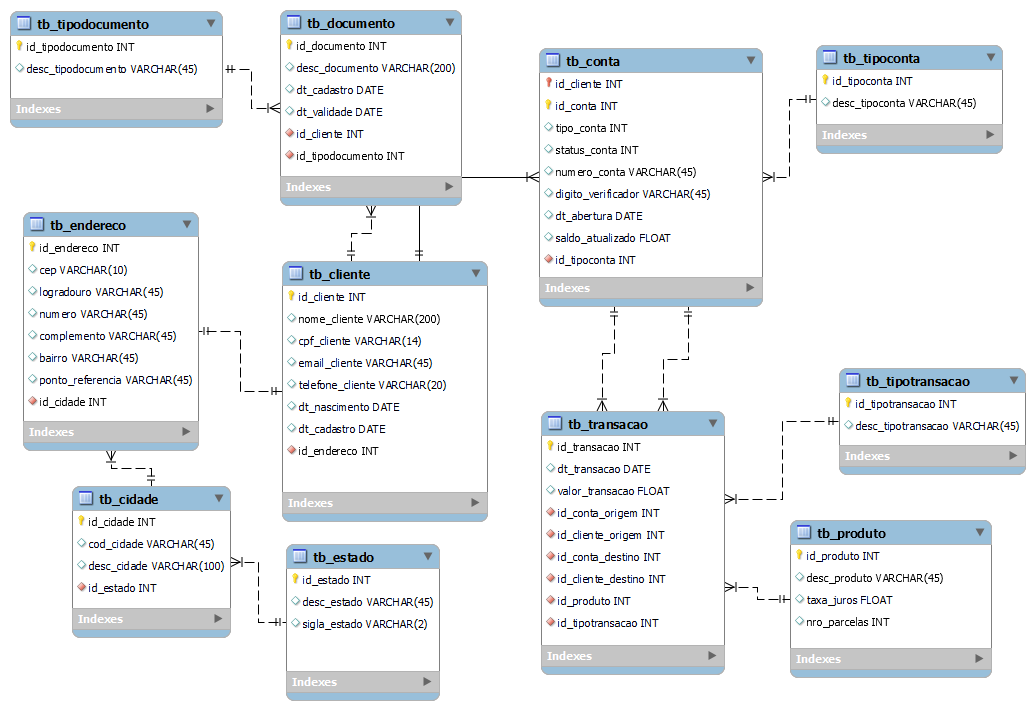 tb_tipodocumento
id_tipodocumento INT
desc_tipodocumento VARCHAR(45)
Indexes
tb_documento
id_documento INT
desc_documento VARCHAR(200)
dt_cadastro DATE
dt_validade DATE
id_cliente INT
id_tipodocumento INT
Indexes
tb_conta
id_cliente INT
id_conta INT
tipo_conta INT
status_conta INT
numero_conta VARCHAR(45)
digito_verificador VARCHAR(45)
dt_abertura DATE
saldo_atualizado FLOAT
id_tipoconta INT
Indexes
tb_tipoconta
id_tipoconta INT
desc_tipoconta VARCHAR(45)
Indexes
tb_endereco
id_endereco INT
cep VARCHAR(10)
logradouro VARCHAR(45)
numero VARCHAR(45)
complemento VARCHAR(45)
bairro VARCHAR(45)
ponto_referencia VARCHAR(45)
id_cidade INT
Indexes
tb_cliente
id_cliente INT
nome_cliente VARCHAR(200)
cpf_cliente VARCHAR(14)
email_cliente VARCHAR(45)
telefone_cliente VARCHAR(20)
dt_nascimento DATE
dt_cadastro DATE
id_endereco INT
Indexes
tb_transacao
id_transacao INT
dt_transacao DATE
valor_transacao FLOAT
id_conta_origem INT
id_cliente_origem INT
id_conta_destino INT
id_cliente_destino INT
id_produto INT
id_tipotransacao INT
Indexes
tb_tipotransacao
id_tipotransacao INT
desc_tipotransacao VARCHAR(45)
Indexes
tb_cidade
id_cidade INT
cod_cidade VARCHAR(45)
desc_cidade VARCHAR(100)
id_estado INT
Indexes
tb_estado
id_estado INT
desc_estado VARCHAR(45)
sigla_estado VARCHAR(2)
Indexes
tb_produto
id_produto INT
desc_produto VARCHAR(45)
taxa_juros FLOAT
nro_parcelas INT
Indexes